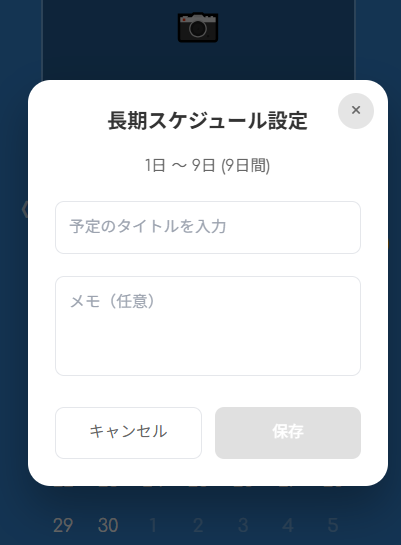 長期スケジュール設定
×
1日 〜 9日 (9日間)
予定のタイトルを入力
メモ（任意）
キャンセル
保存
29 30 1 2 3 4 5